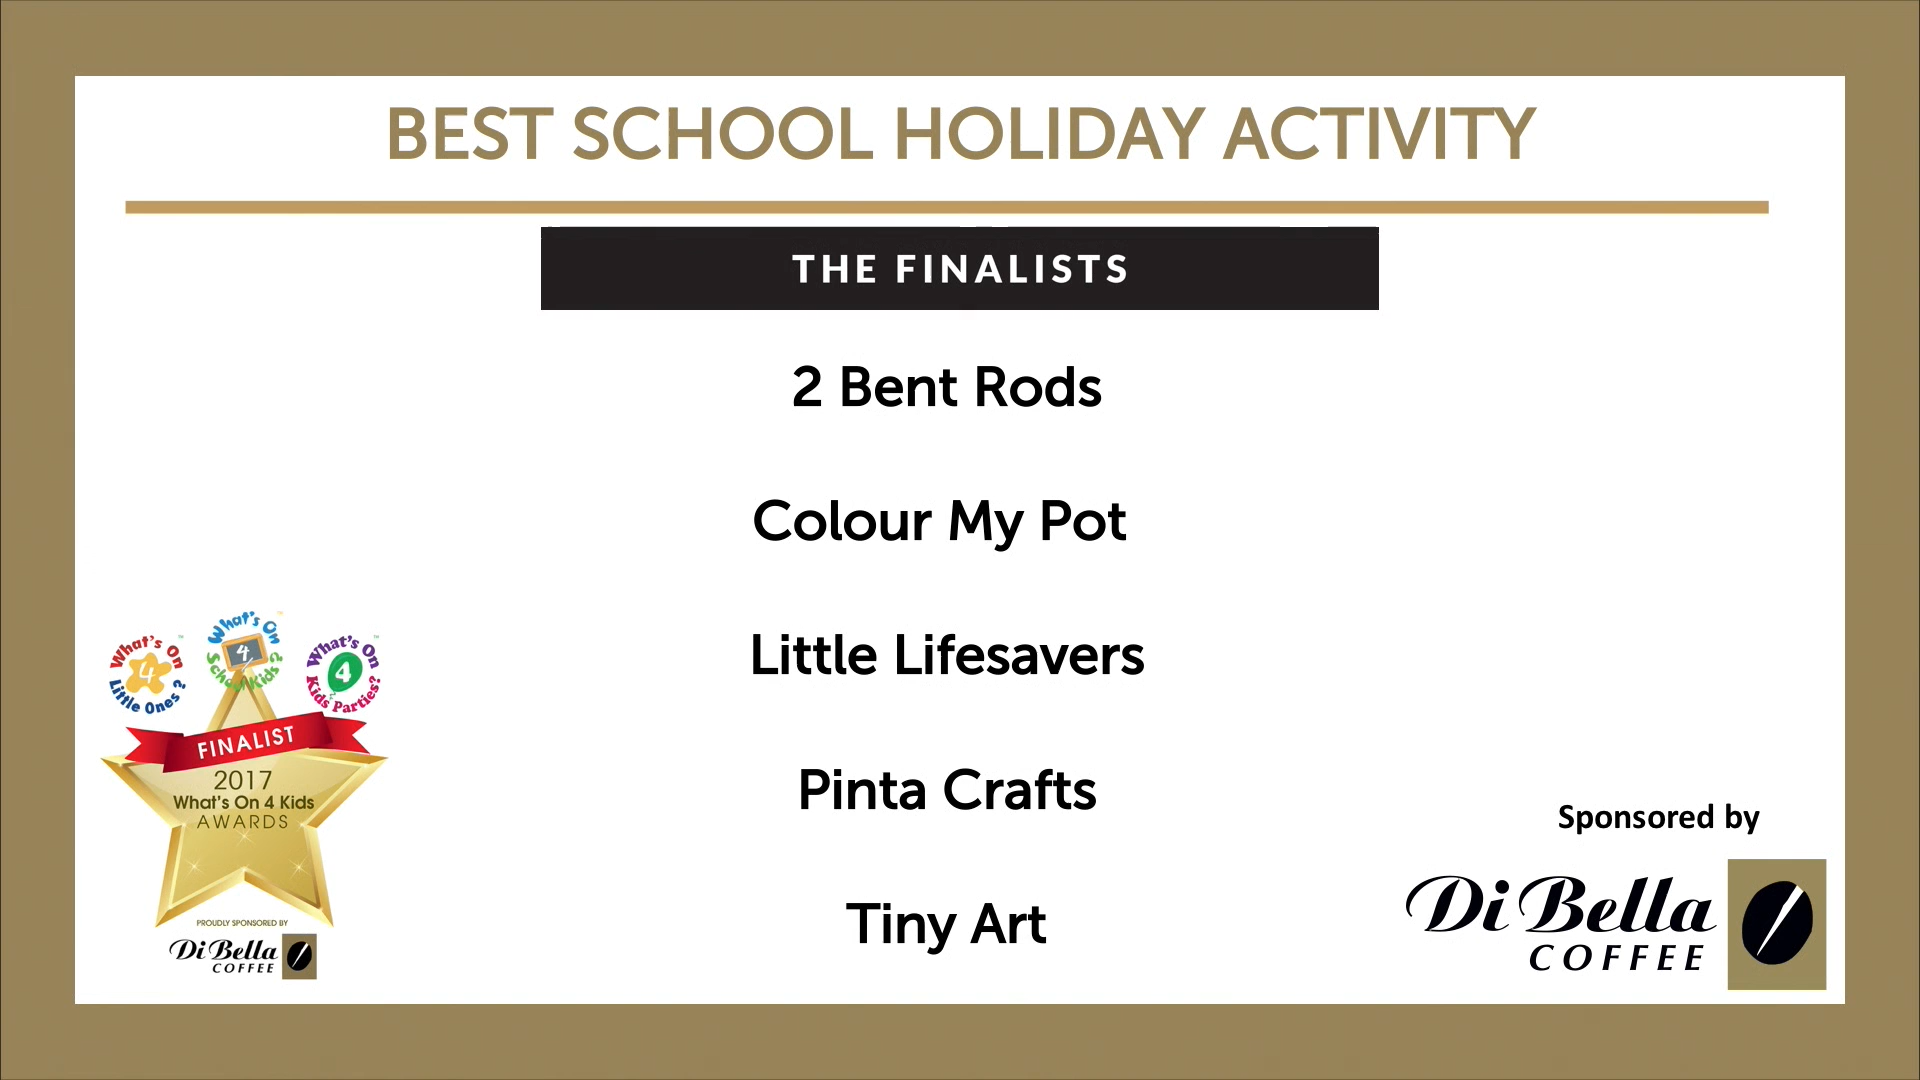 BEST SCHOOL HOLIDAY ACTIVITY
THE FINALISTS
2 Bent Rods
Colour My Pot
Little Lifesavers
Pinta Crafts
Tiny Art
What's On
4
Little Ones?
What's On
4
School Kids?
What's On
4
Kids Parties?
FINALIST
2017
What's On 4 Kids
AWARDS
PROUDLY SPONSORED BY
Di Bella
COFFEE
Sponsored by
Di Bella
COFFEE